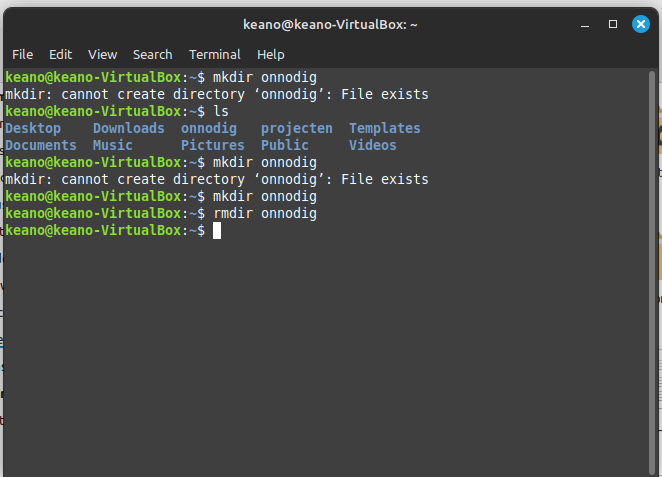 keano@keano-VirtualBox: ~
File Edit View Search Terminal Help
keano@keano-VirtualBox:~$ mkdir onnodig
mkdir: cannot create directory ‘onnodig’: File exists
keano@keano-VirtualBox:~$ ls
Desktop    Downloads  onnodig   projecten  Templates
Documents  Music      Pictures  Public     Videos
keano@keano-VirtualBox:~$ mkdir onnodig
mkdir: cannot create directory ‘onnodig’: File exists
keano@keano-VirtualBox:~$ mkdir onnodig
keano@keano-VirtualBox:~$ rmdir onnodig
keano@keano-VirtualBox:~$